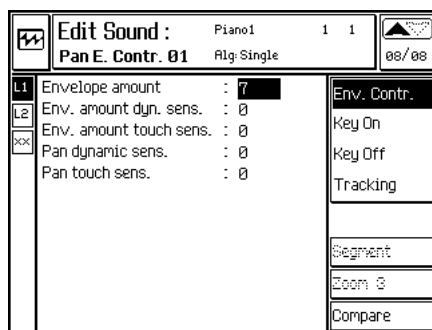 Edit Sound : Piano1 1 1
Pan E. Contr. 01 Alg: Single 08/08
L1
L2
xx
Envelope amount : 7
Env. amount dyn. sens. : 0
Env. amount touch sens. : 0
Pan dynamic sens. : 0
Pan touch sens. : 0
Env. Contr.
Key On
Key Off
Tracking
Segment
Zoom 3
Compare